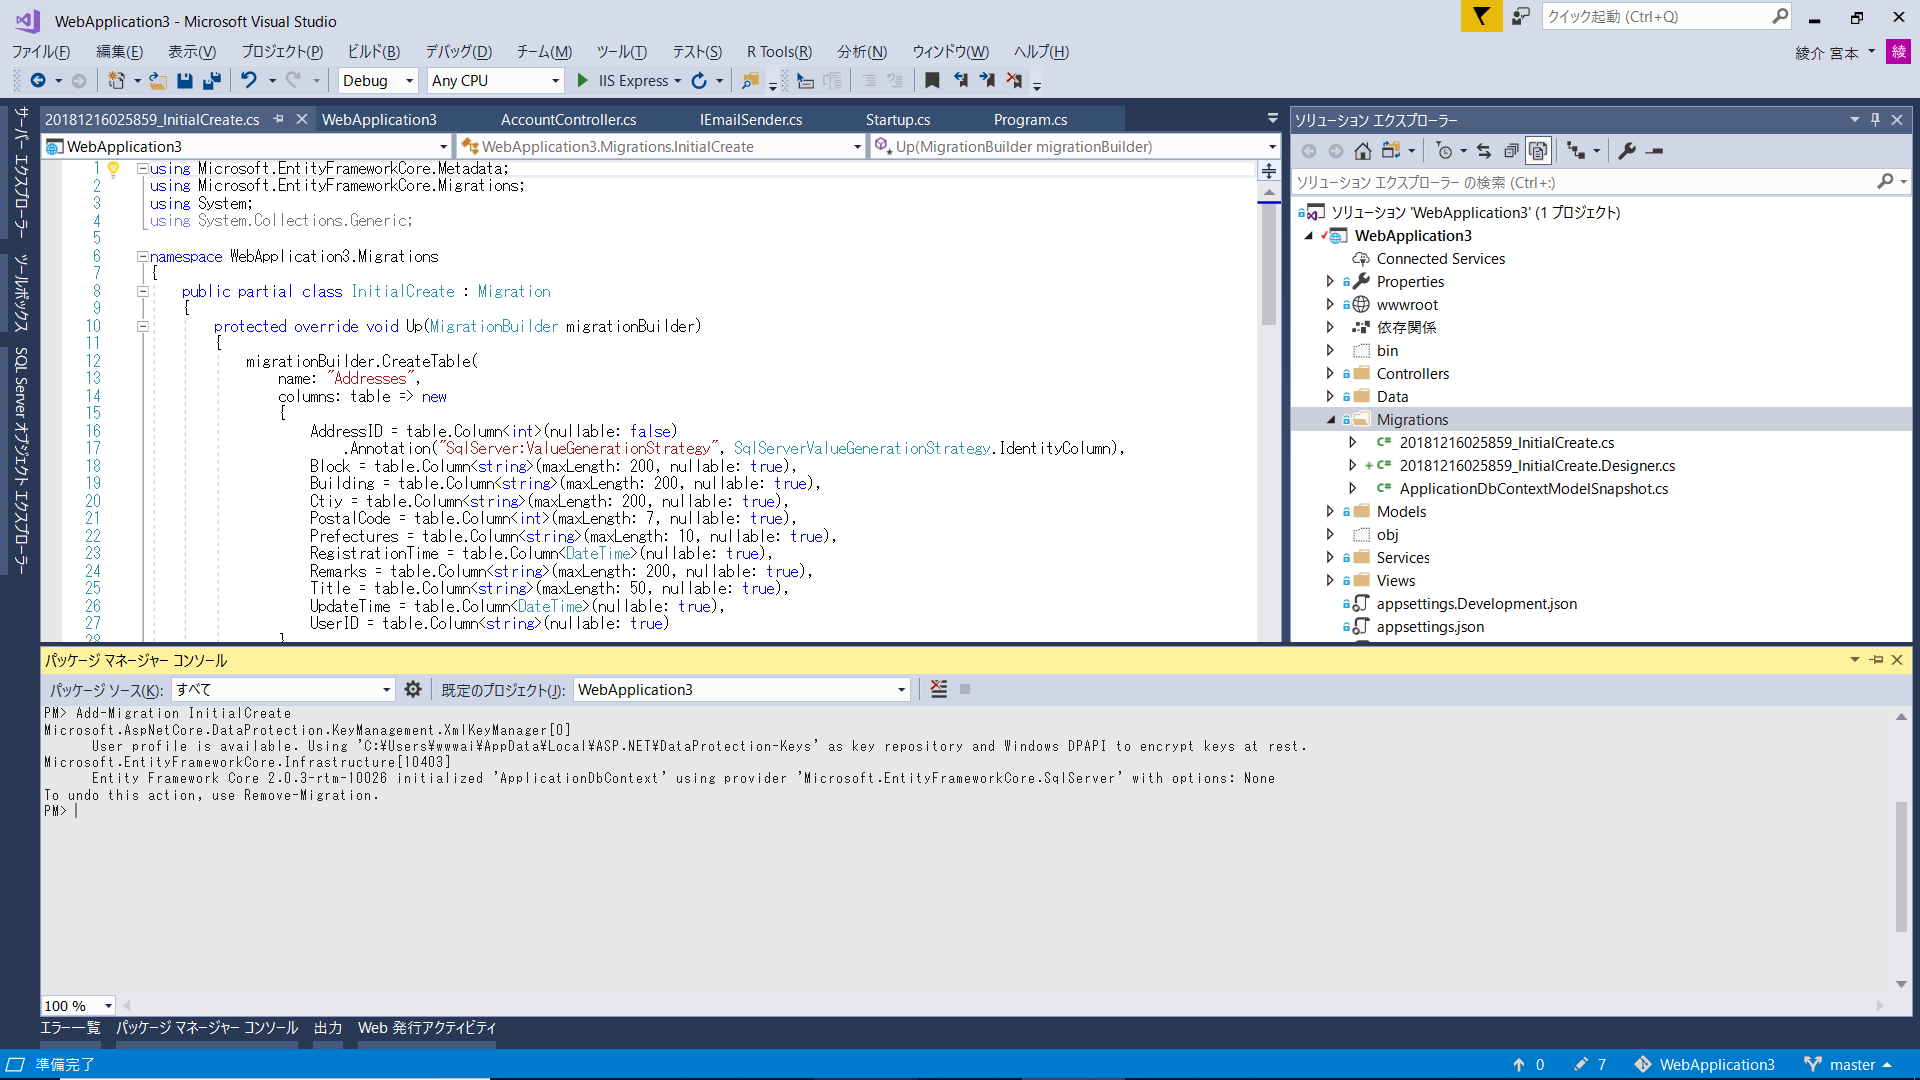 WebApplication3 - Microsoft Visual Studio
クイック起動 (Ctrl+Q)
ファイル(F) 編集(E) 表示(V) プロジェクト(P) ビルド(B) デバッグ(D) チーム(M) ツール(T) テスト(S) R Tools(R) 分析(N) ウィンドウ(W) ヘルプ(H)
綾介 宮本 綾
Debug Any CPU IIS Express
サーバー エクスプローラー
ツールボックス
SQL Server オブジェクト エクスプローラー
20181216025859_InitialCreate.cs WebApplication3 AccountController.cs IEmailSender.cs Startup.cs Program.cs
WebApplication3 WebApplication3.Migrations.InitialCreate Up(MigrationBuilder migrationBuilder)
1 using Microsoft.EntityFrameworkCore.Metadata;
2 using Microsoft.EntityFrameworkCore.Migrations;
3 using System;
4 using System.Collections.Generic;
5
6 namespace WebApplication3.Migrations
7 {
8 public partial class InitialCreate : Migration
9 {
10 protected override void Up(MigrationBuilder migrationBuilder)
11 {
12 migrationBuilder.CreateTable(
13 name: "Addresses",
14 columns: table => new
15 {
16 AddressID = table.Column<int>(nullable: false)
17 .Annotation("SqlServer:ValueGenerationStrategy", SqlServerValueGenerationStrategy.IdentityColumn),
18 Block = table.Column<string>(maxLength: 200, nullable: true),
19 Building = table.Column<string>(maxLength: 200, nullable: true),
20 Ctiy = table.Column<string>(maxLength: 200, nullable: true),
21 PostalCode = table.Column<int>(maxLength: 7, nullable: true),
22 Prefectures = table.Column<string>(maxLength: 10, nullable: true),
23 RegistrationTime = table.Column<DateTime>(nullable: true),
24 Remarks = table.Column<string>(maxLength: 200, nullable: true),
25 Title = table.Column<string>(maxLength: 50, nullable: true),
26 UpdateTime = table.Column<DateTime>(nullable: true),
27 UserID = table.Column<string>(nullable: true)
28 }
ソリューション エクスプローラー
ソリューション エクスプローラー の検索 (Ctrl+:)
ソリューション 'WebApplication3' (1 プロジェクト)
WebApplication3
Connected Services
Properties
wwwroot
依存関係
bin
Controllers
Data
Migrations
C# 20181216025859_InitialCreate.cs
+ C# 20181216025859_InitialCreate.Designer.cs
C# ApplicationDbContextModelSnapshot.cs
Models
obj
Services
Views
appsettings.Development.json
appsettings.json
パッケージ マネージャー コンソール
パッケージ ソース(K): すべて 既定のプロジェクト(J): WebApplication3
PM> Add-Migration InitialCreate
Microsoft.AspNetCore.DataProtection.KeyManagement.XmlKeyManager[0]
User profile is available. Using 'C:¥Users¥wwwai¥AppData¥Local¥ASP.NET¥DataProtection-Keys' as key repository and Windows DPAPI to encrypt keys at rest.
Microsoft.EntityFrameworkCore.Infrastructure[10403]
Entity Framework Core 2.0.3-rtm-10026 initialized 'ApplicationDbContext' using provider 'Microsoft.EntityFrameworkCore.SqlServer' with options: None
To undo this action, use Remove-Migration.
PM>
100 %
エラー一覧 パッケージ マネージャー コンソール 出力 Web 発行アクティビティ
準備完了 0 7 WebApplication3 master